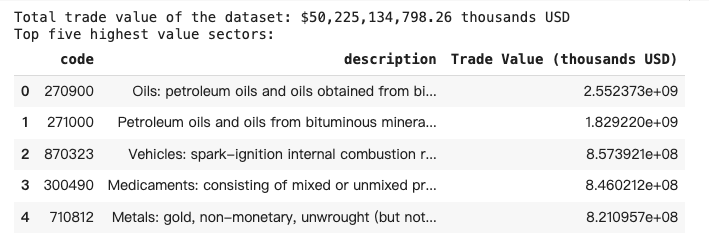 Total trade value of the dataset: $50,225,134,798.26 thousands USD
Top five highest value sectors:
code description Trade Value (thousands USD)
0 270900 Oils: petroleum oils and oils obtained from bi... 2.552373e+09
1 271000 Petroleum oils and oils from bituminous minera... 1.829220e+09
2 870323 Vehicles: spark-ignition internal combustion r... 8.573921e+08
3 300490 Medicaments: consisting of mixed or unmixed pr... 8.460212e+08
4 710812 Metals: gold, non-monetary, unwrought (but not... 8.210957e+08